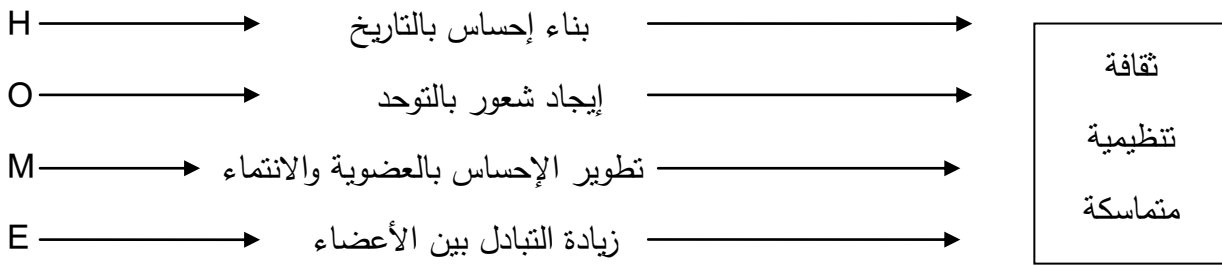 H بناء إحساس بالتاريخ
O إيجاد شعور بالتوحد
M تطوير الإحساس بالعضوية والانتماء
E زيادة التبادل بين الأعضاء
ثقافة
تنظيمية
متماسكة